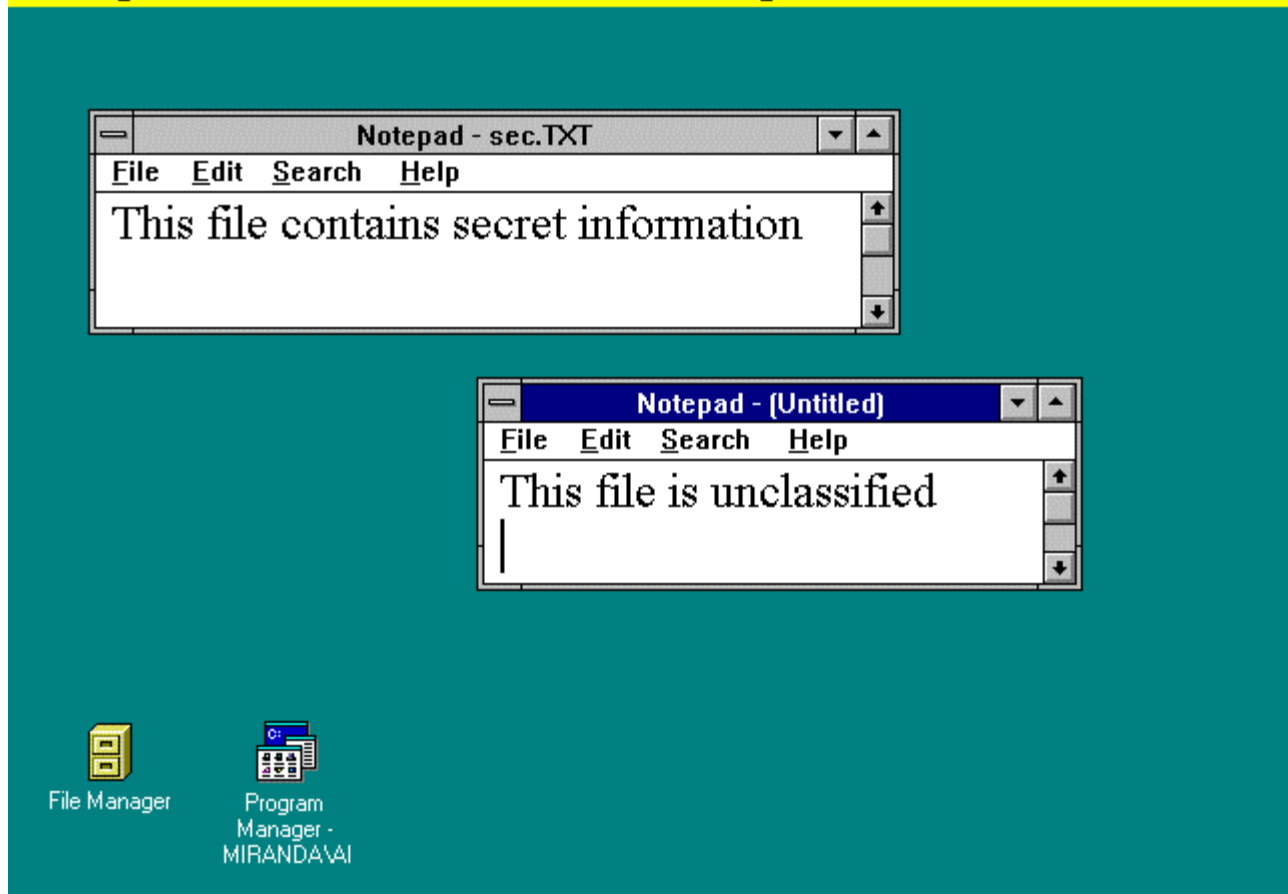 Notepad - sec.TXT
File Edit Search Help
This file contains secret information
Notepad - (Untitled)
File Edit Search Help
This file is unclassified
File Manager
C:
Program
Manager -
MIRANDA\AI